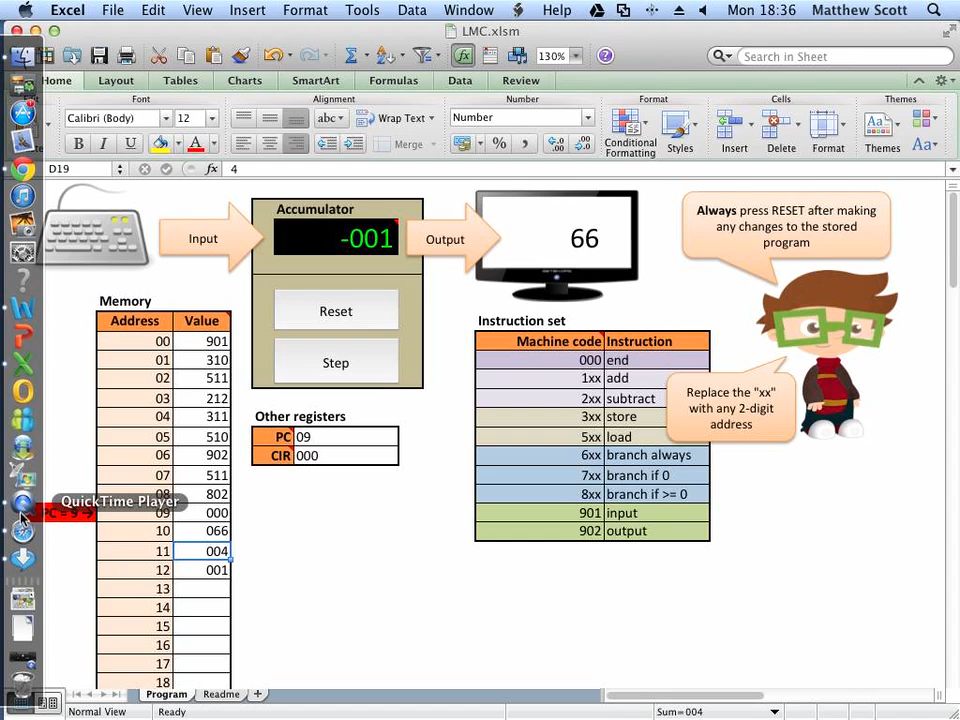 Excel File Edit View Insert Format Tools Data Window Help Mon 18:36 Matthew Scott
LMC.xlsm
130% Search in Sheet
Home Layout Tables Charts SmartArt Formulas Data Review
Font Alignment Number Format Cells Themes
Calibri (Body) 12 abc Wrap Text Number
B I U A Merge % , Conditional Formatting Styles Insert Delete Format Themes Aa
D19 fx 4
Input
Accumulator
-001
Output
66
Always press RESET after making
any changes to the stored
program
Reset
Step
Memory
Address Value
00 901
01 310
02 511
03 212
04 311
05 510
06 902
07 511
08 802
09 000
10 066
11 004
12 001
13
14
15
16
17
18
QuickTime Player
PC = 9
Other registers
PC 09
CIR 000
Instruction set
Machine code Instruction
000 end
1xx add
2xx subtract
3xx store
5xx load
6xx branch always
7xx branch if 0
8xx branch if >= 0
901 input
902 output
Replace the "xx"
with any 2-digit
address
Program Readme
Normal View Ready Sum=004